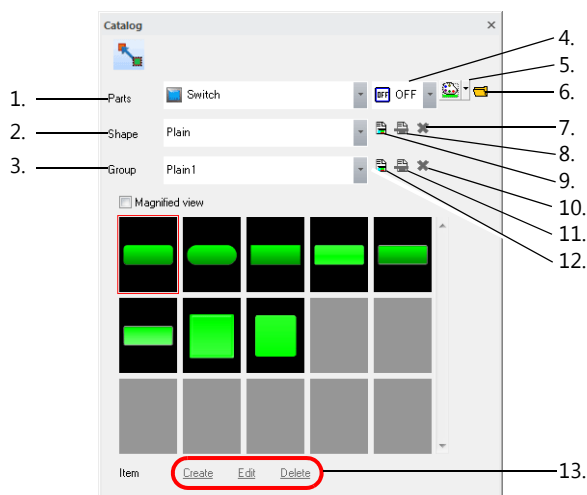 Catalog
4.
5.
1. Parts Switch OFF OFF 6.
7.
2. Shape Plain
8.
9.
3. Group Plain1
10.
11.
12.
Magnified view
Item Create Edit Delete 13.